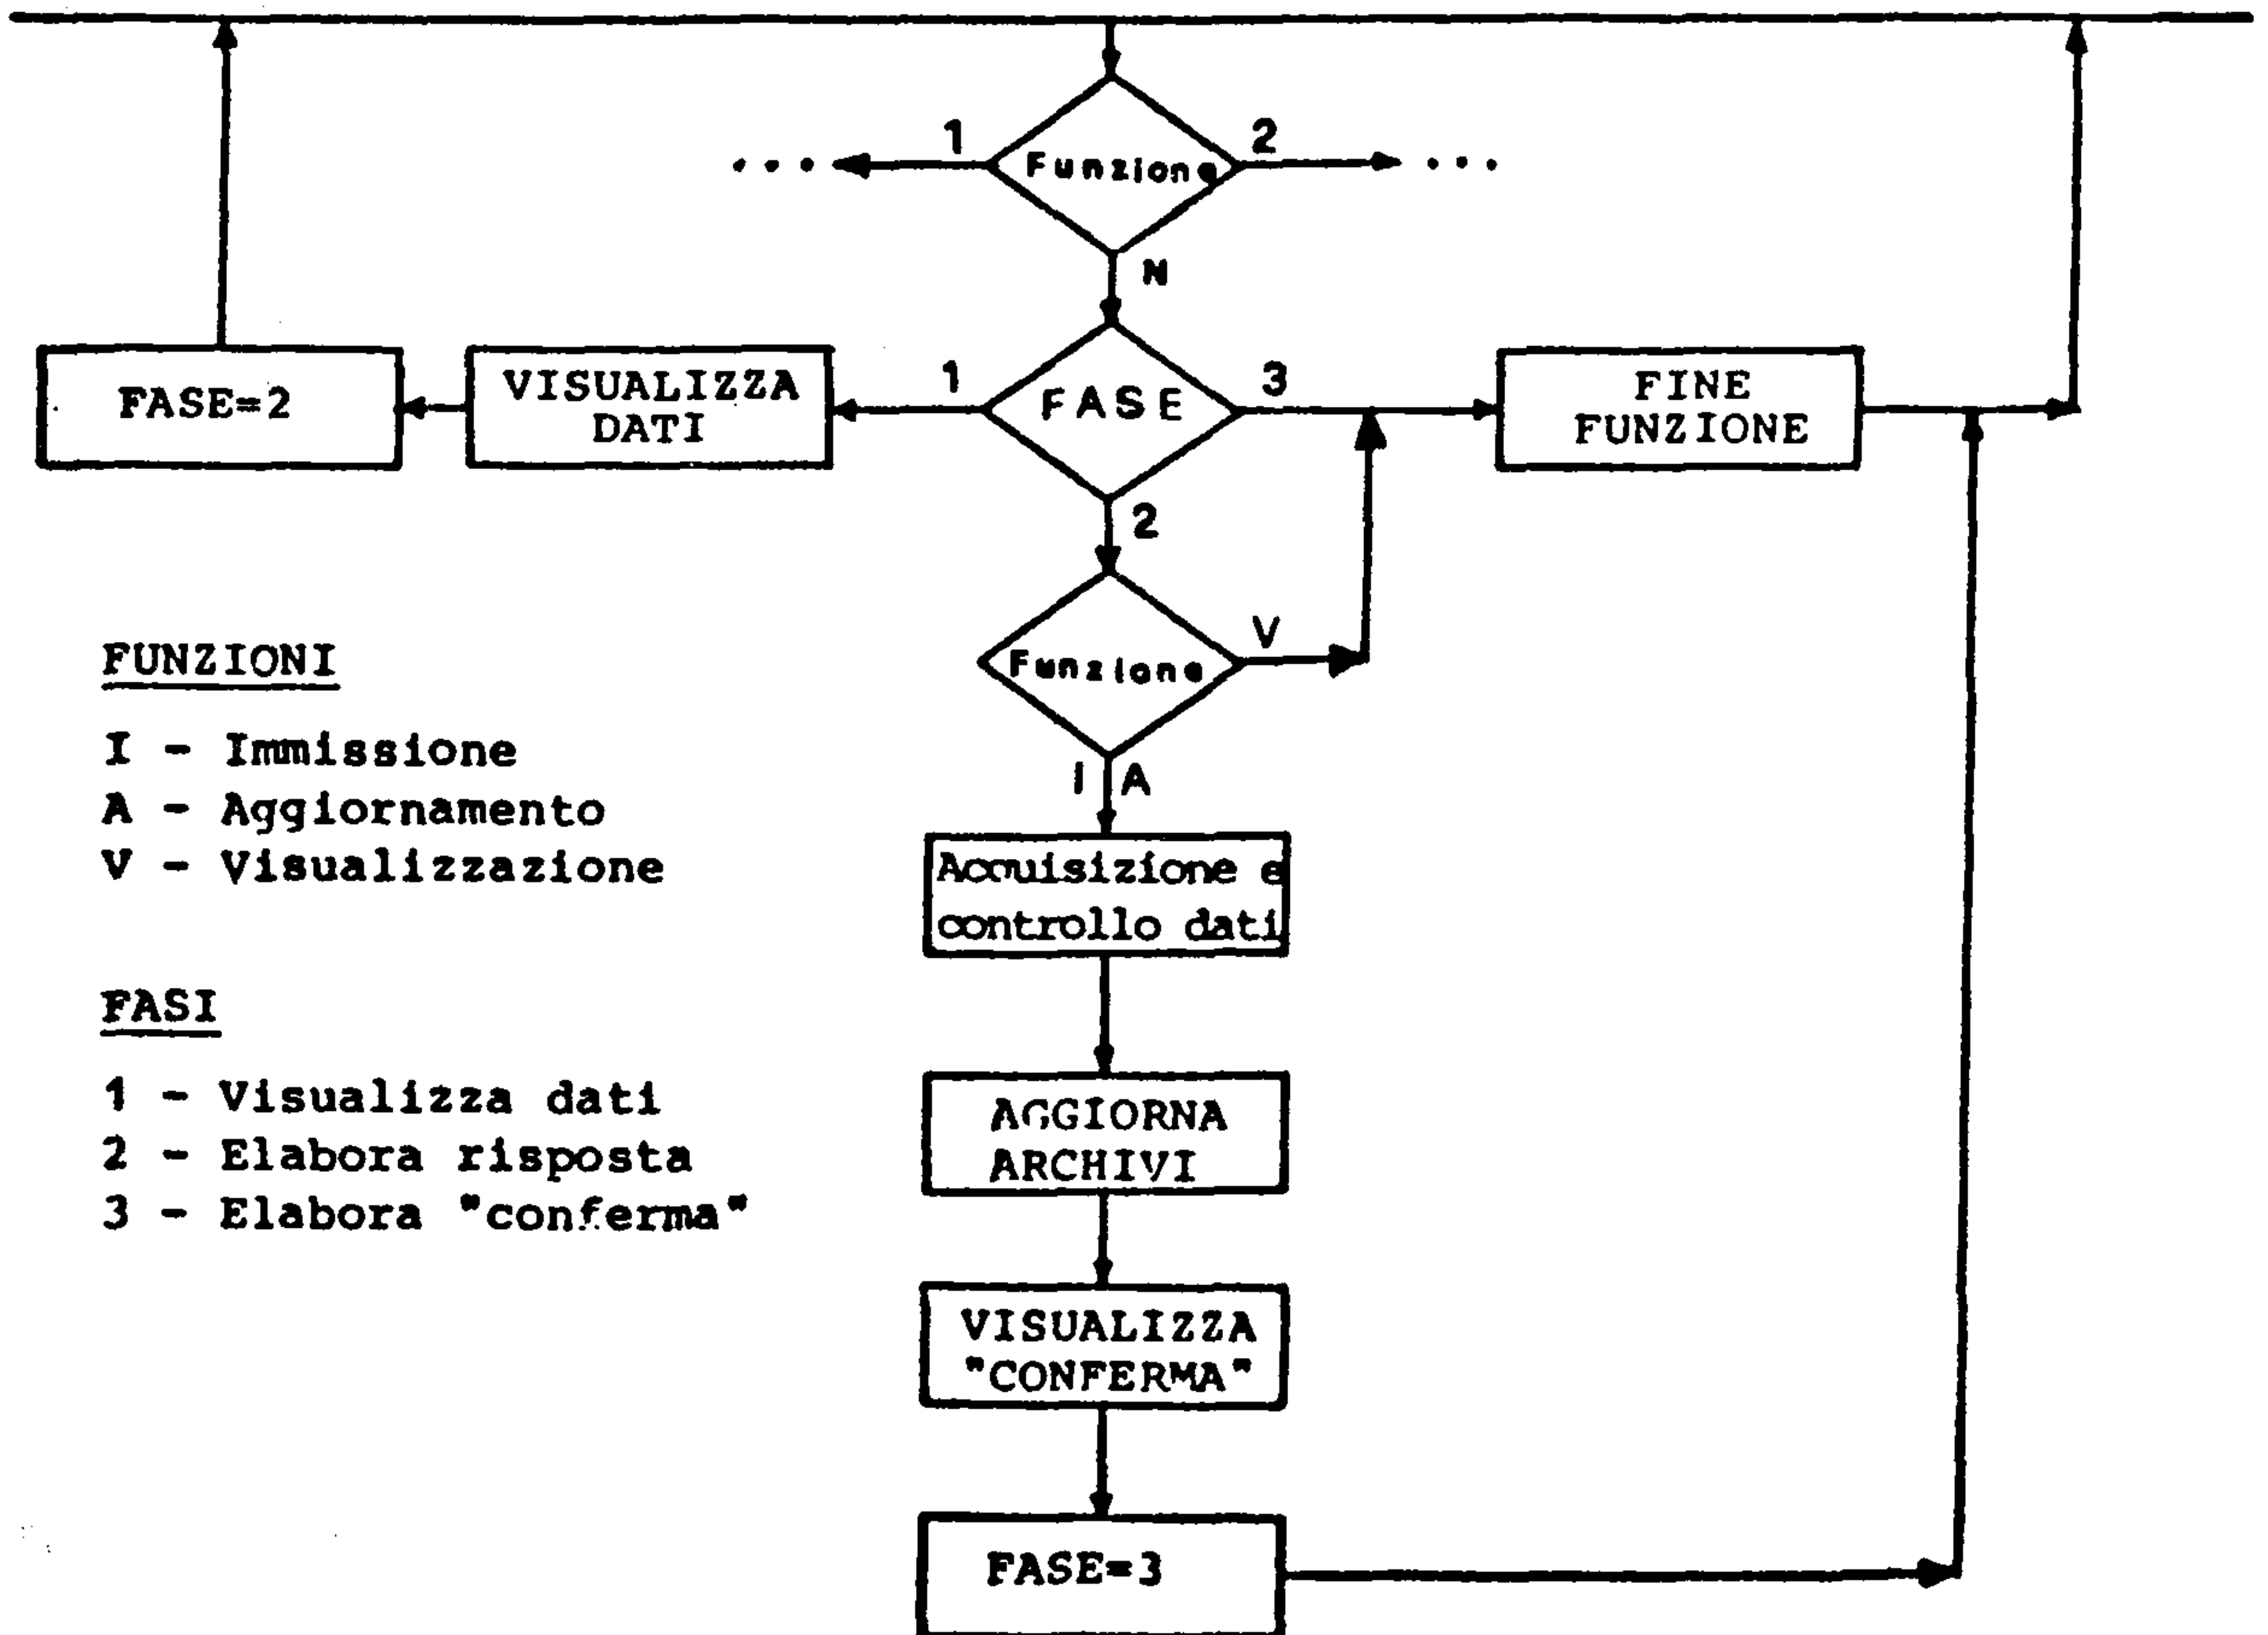 1
2
... Funzione ...
N
FASE=2
VISUALIZZA
DATI
1
FASE
3
FINE
FUNZIONE
2
Funzione
V
I A
FUNZIONI
I - Immissione
A - Aggiornamento
V - Visualizzazione
FASI
1 - Visualizza dati
2 - Elabora risposta
3 - Elabora "conferma"
Acquisizione e
controllo dati
AGGIORNA
ARCHIVI
VISUALIZZA
"CONFERMA"
FASE=3